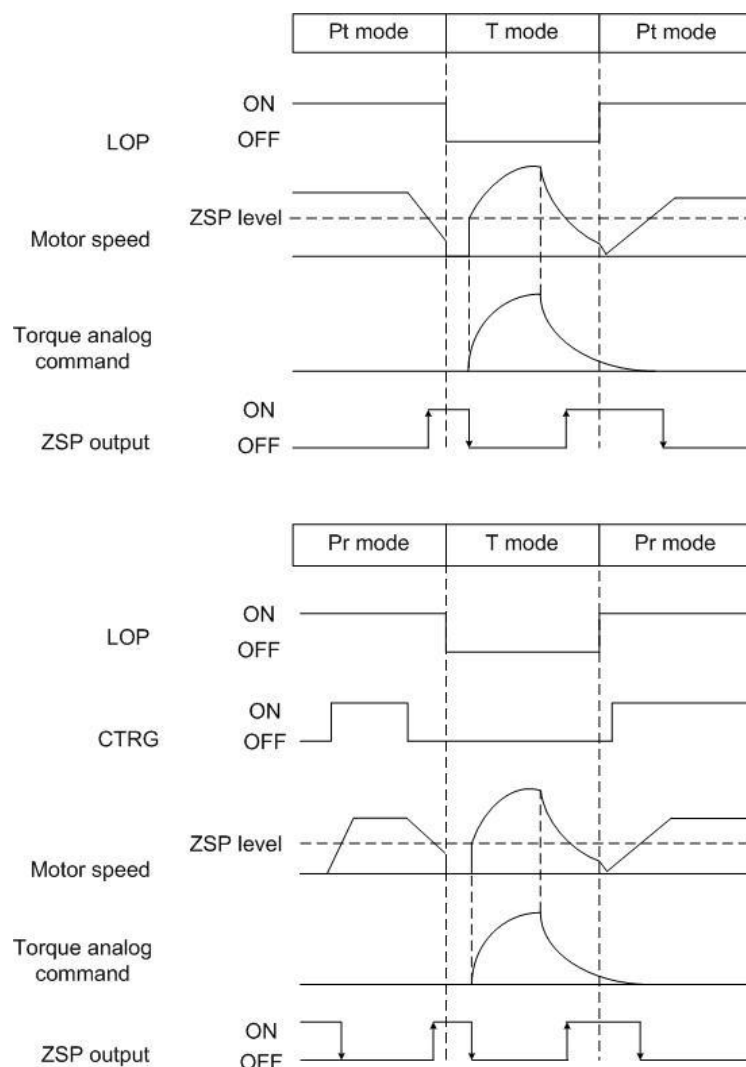 Pt mode T mode Pt mode
ON
LOP OFF
ZSP level
Motor speed
Torque analog
command
ON
ZSP output OFF
Pr mode T mode Pr mode
ON
LOP OFF
ON
CTRG OFF
ZSP level
Motor speed
Torque analog
command
ON
ZSP output OFF